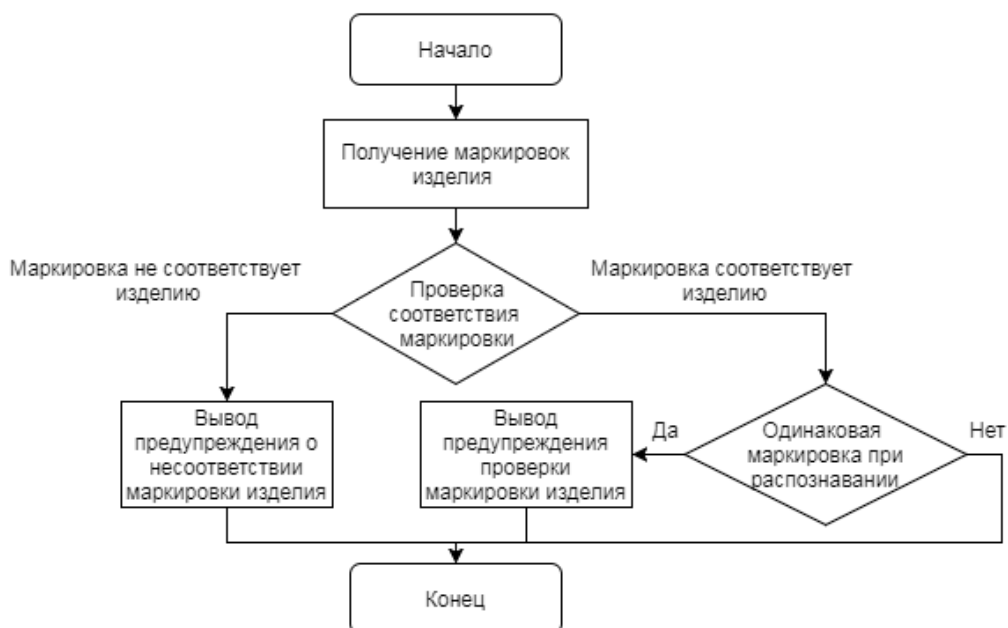 Начало
Получение маркировок
изделия
Маркировка не соответствует
изделию
Маркировка соответствует
изделию
Проверка
соответствия
маркировки
Вывод
предупреждения о
несоответствии
маркировки изделия
Вывод
предупреждения
проверки
маркировки изделия
Да
Одинаковая
маркировка при
распознавании
Нет
Конец